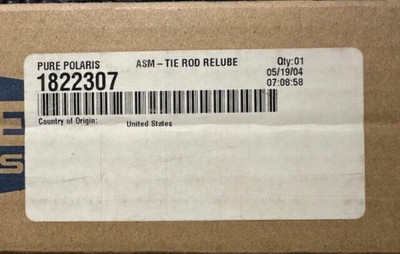 PURE POLARIS ASM – TIE ROD RELUBE Qty:01
1822307 05/19/04
07:08:58
Country of Origin: United States